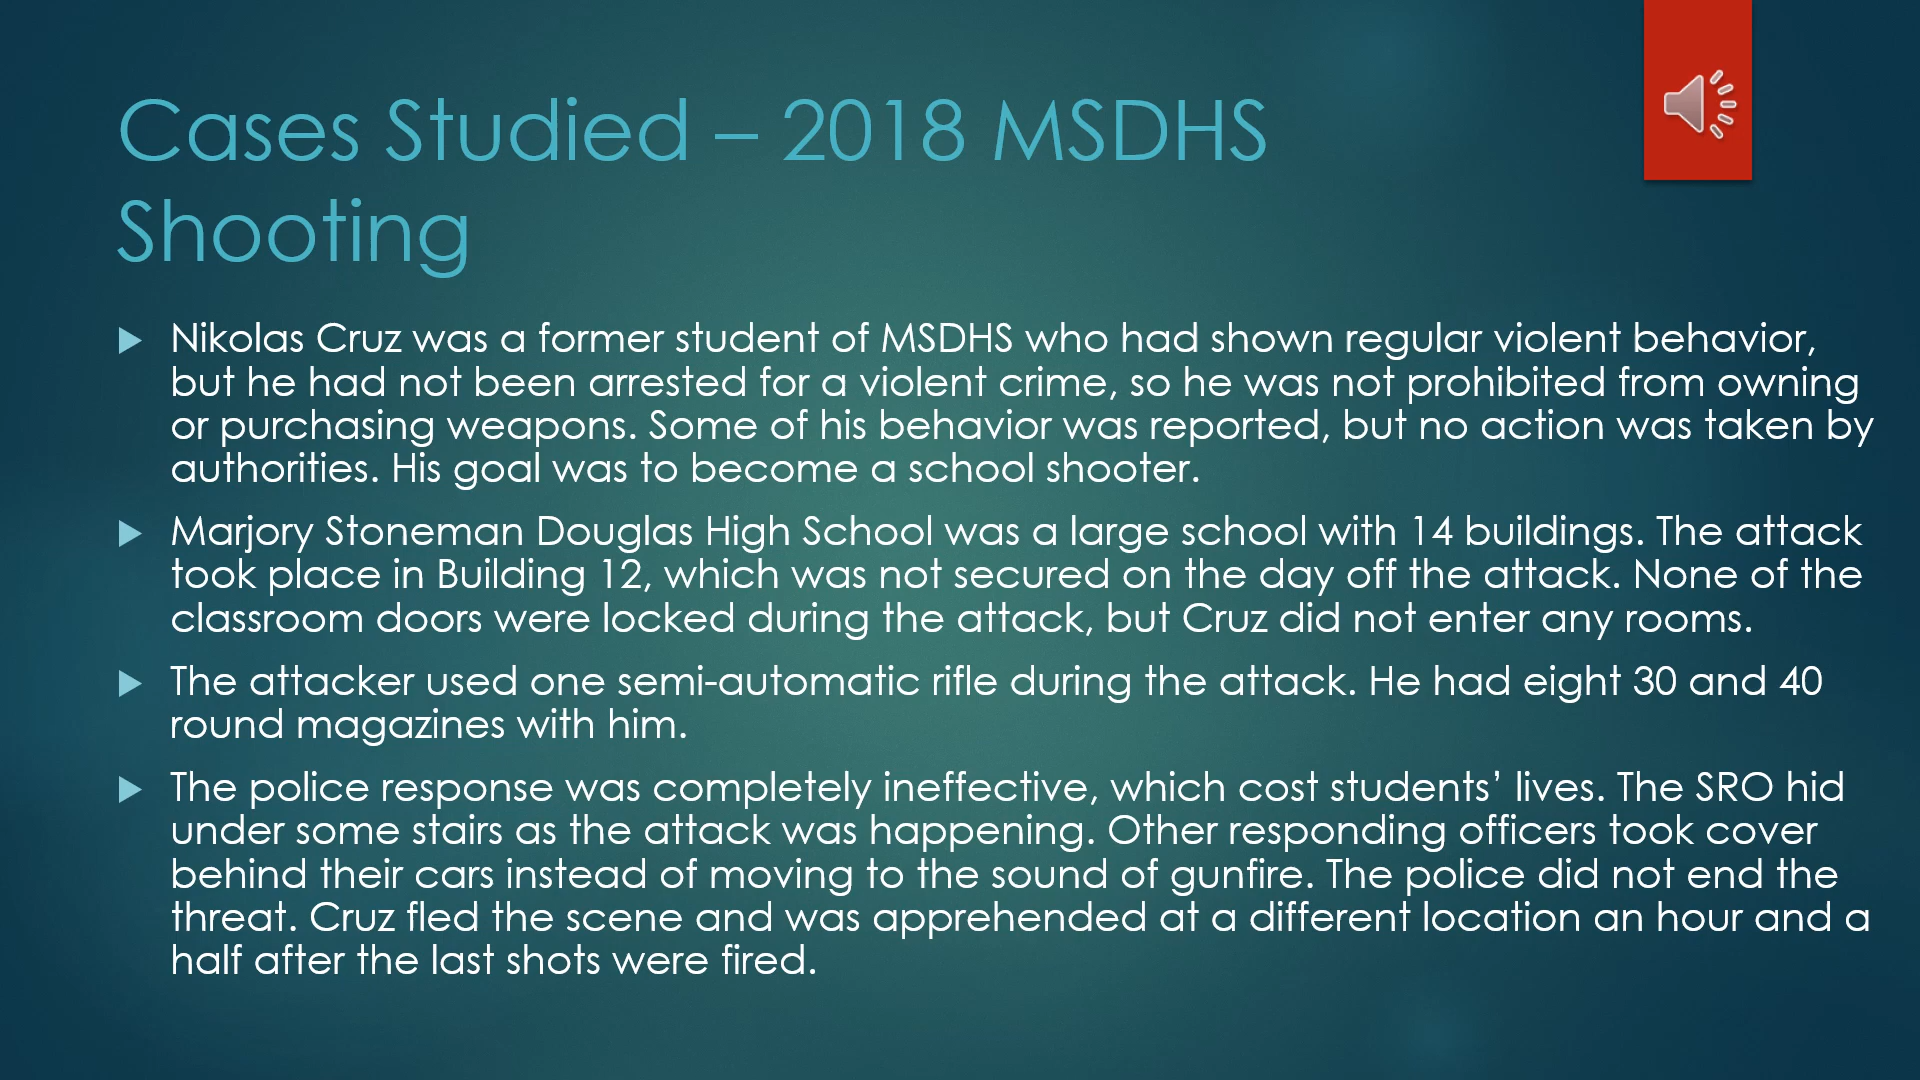 Cases Studied – 2018 MSDHS
Shooting
Nikolas Cruz was a former student of MSDHS who had shown regular violent behavior,
but he had not been arrested for a violent crime, so he was not prohibited from owning
or purchasing weapons. Some of his behavior was reported, but no action was taken by
authorities. His goal was to become a school shooter.
Marjory Stoneman Douglas High School was a large school with 14 buildings. The attack
took place in Building 12, which was not secured on the day off the attack. None of the
classroom doors were locked during the attack, but Cruz did not enter any rooms.
The attacker used one semi-automatic rifle during the attack. He had eight 30 and 40
round magazines with him.
The police response was completely ineffective, which cost students’ lives. The SRO hid
under some stairs as the attack was happening. Other responding officers took cover
behind their cars instead of moving to the sound of gunfire. The police did not end the
threat. Cruz fled the scene and was apprehended at a different location an hour and a
half after the last shots were fired.